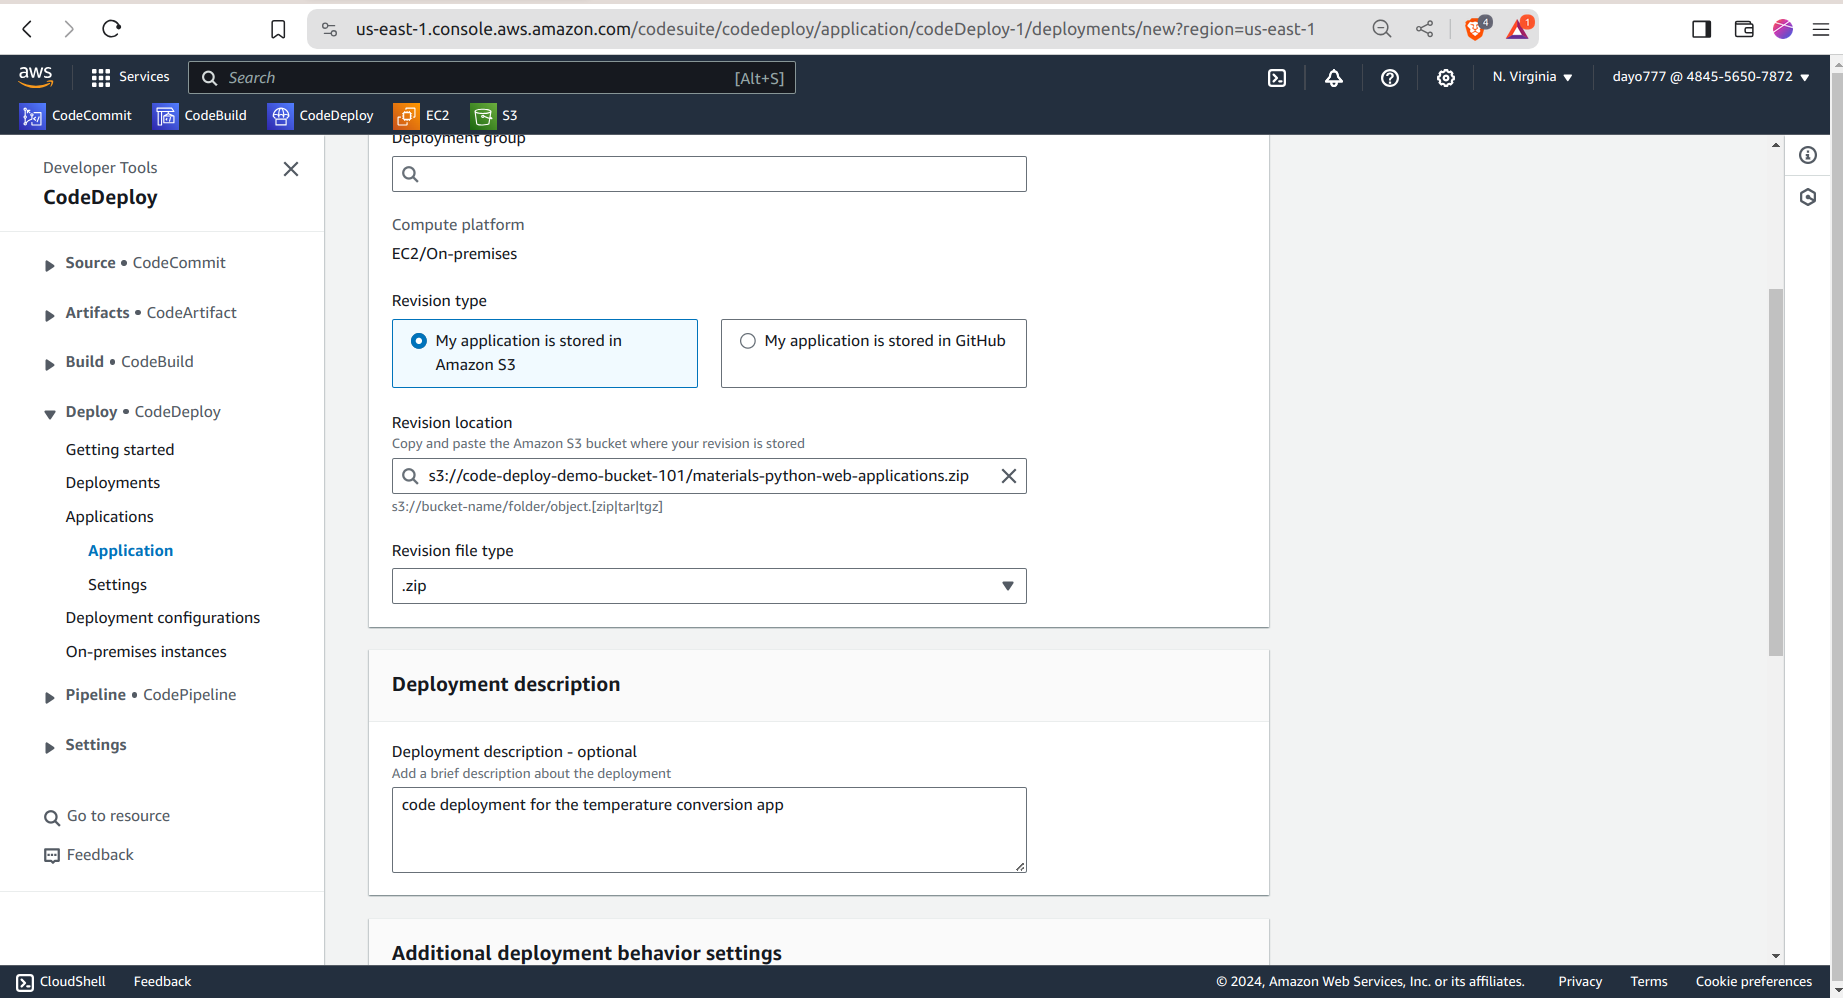 us-east-1.console.aws.amazon.com/codesuite/codedeploy/application/codeDeploy-1/deployments/new?region=us-east-1
4
1
aws
Services
Search
[Alt+S]
N. Virginia
dayo777 @ 4845-5650-7872
CodeCommit
CodeBuild
CodeDeploy
EC2
S3
Developer Tools
CodeDeploy
Source • CodeCommit
Artifacts • CodeArtifact
Build • CodeBuild
Deploy • CodeDeploy
Getting started
Deployments
Applications
Application
Settings
Deployment configurations
On-premises instances
Pipeline • CodePipeline
Settings
Go to resource
Feedback
Deployment group
Compute platform
EC2/On-premises
Revision type
My application is stored in
Amazon S3
My application is stored in GitHub
Revision location
Copy and paste the Amazon S3 bucket where your revision is stored
s3://code-deploy-demo-bucket-101/materials-python-web-applications.zip
s3://bucket-name/folder/object.[zip|tar|tgz]
Revision file type
.zip
Deployment description
Deployment description - optional
Add a brief description about the deployment
code deployment for the temperature conversion app
Additional deployment behavior settings
CloudShell
Feedback
© 2024, Amazon Web Services, Inc. or its affiliates.
Privacy
Terms
Cookie preferences